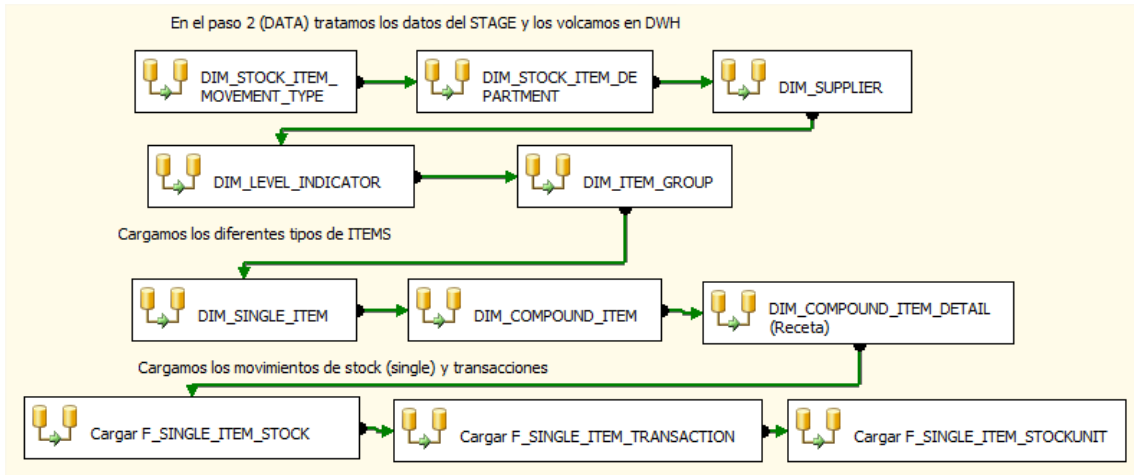 En el paso 2 (DATA) tratamos los datos del STAGE y los volcamos en DWH
DIM_STOCK_ITEM_
MOVEMENT_TYPE
DIM_STOCK_ITEM_DE
PARTMENT
DIM_SUPPLIER
DIM_LEVEL_INDICATOR
DIM_ITEM_GROUP
Cargamos los diferentes tipos de ITEMS
DIM_SINGLE_ITEM
DIM_COMPOUND_ITEM
DIM_COMPOUND_ITEM_DETAIL
(Receta)
Cargamos los movimientos de stock (single) y transacciones
Cargar F_SINGLE_ITEM_STOCK
Cargar F_SINGLE_ITEM_TRANSACTION
Cargar F_SINGLE_ITEM_STOCKUNIT